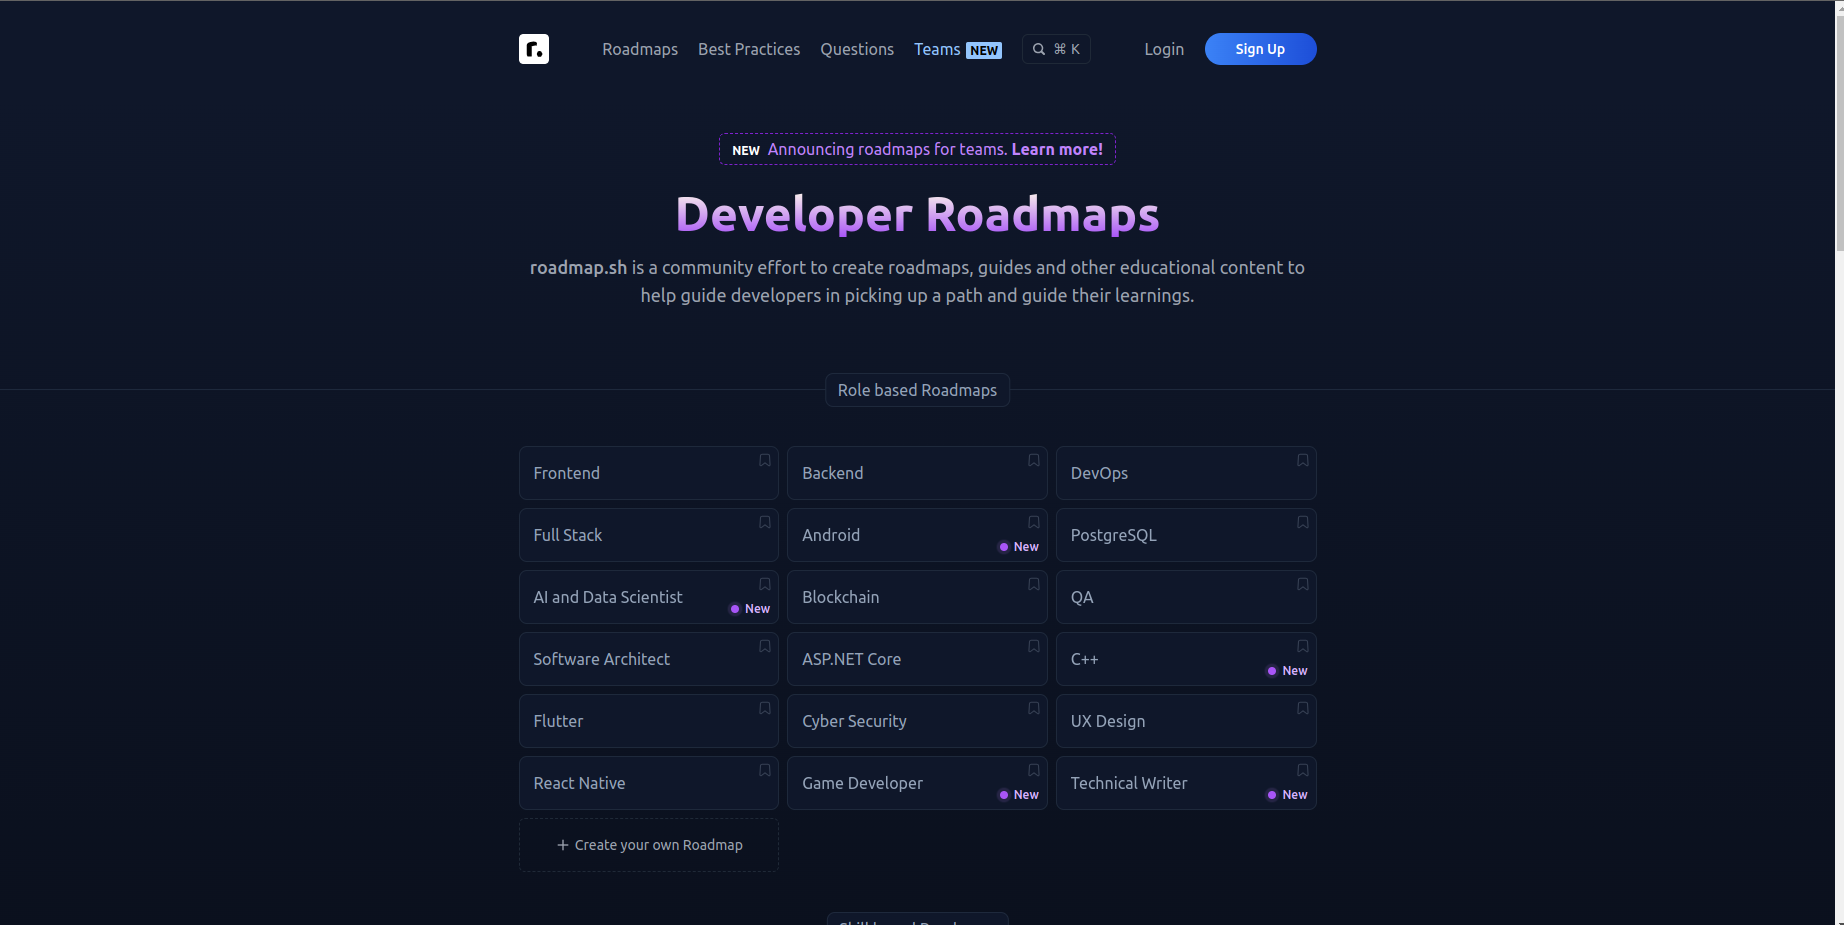 r.
Roadmaps Best Practices Questions Teams NEW ⌘ K Login Sign Up
NEW Announcing roadmaps for teams. Learn more!
Developer Roadmaps
roadmap.sh is a community effort to create roadmaps, guides and other educational content to
help guide developers in picking up a path and guide their learnings.
Role based Roadmaps
Frontend Backend DevOps
Full Stack Android New PostgreSQL
AI and Data Scientist New Blockchain QA
Software Architect ASP.NET Core C++ New
Flutter Cyber Security UX Design
React Native Game Developer New Technical Writer New
+ Create your own Roadmap